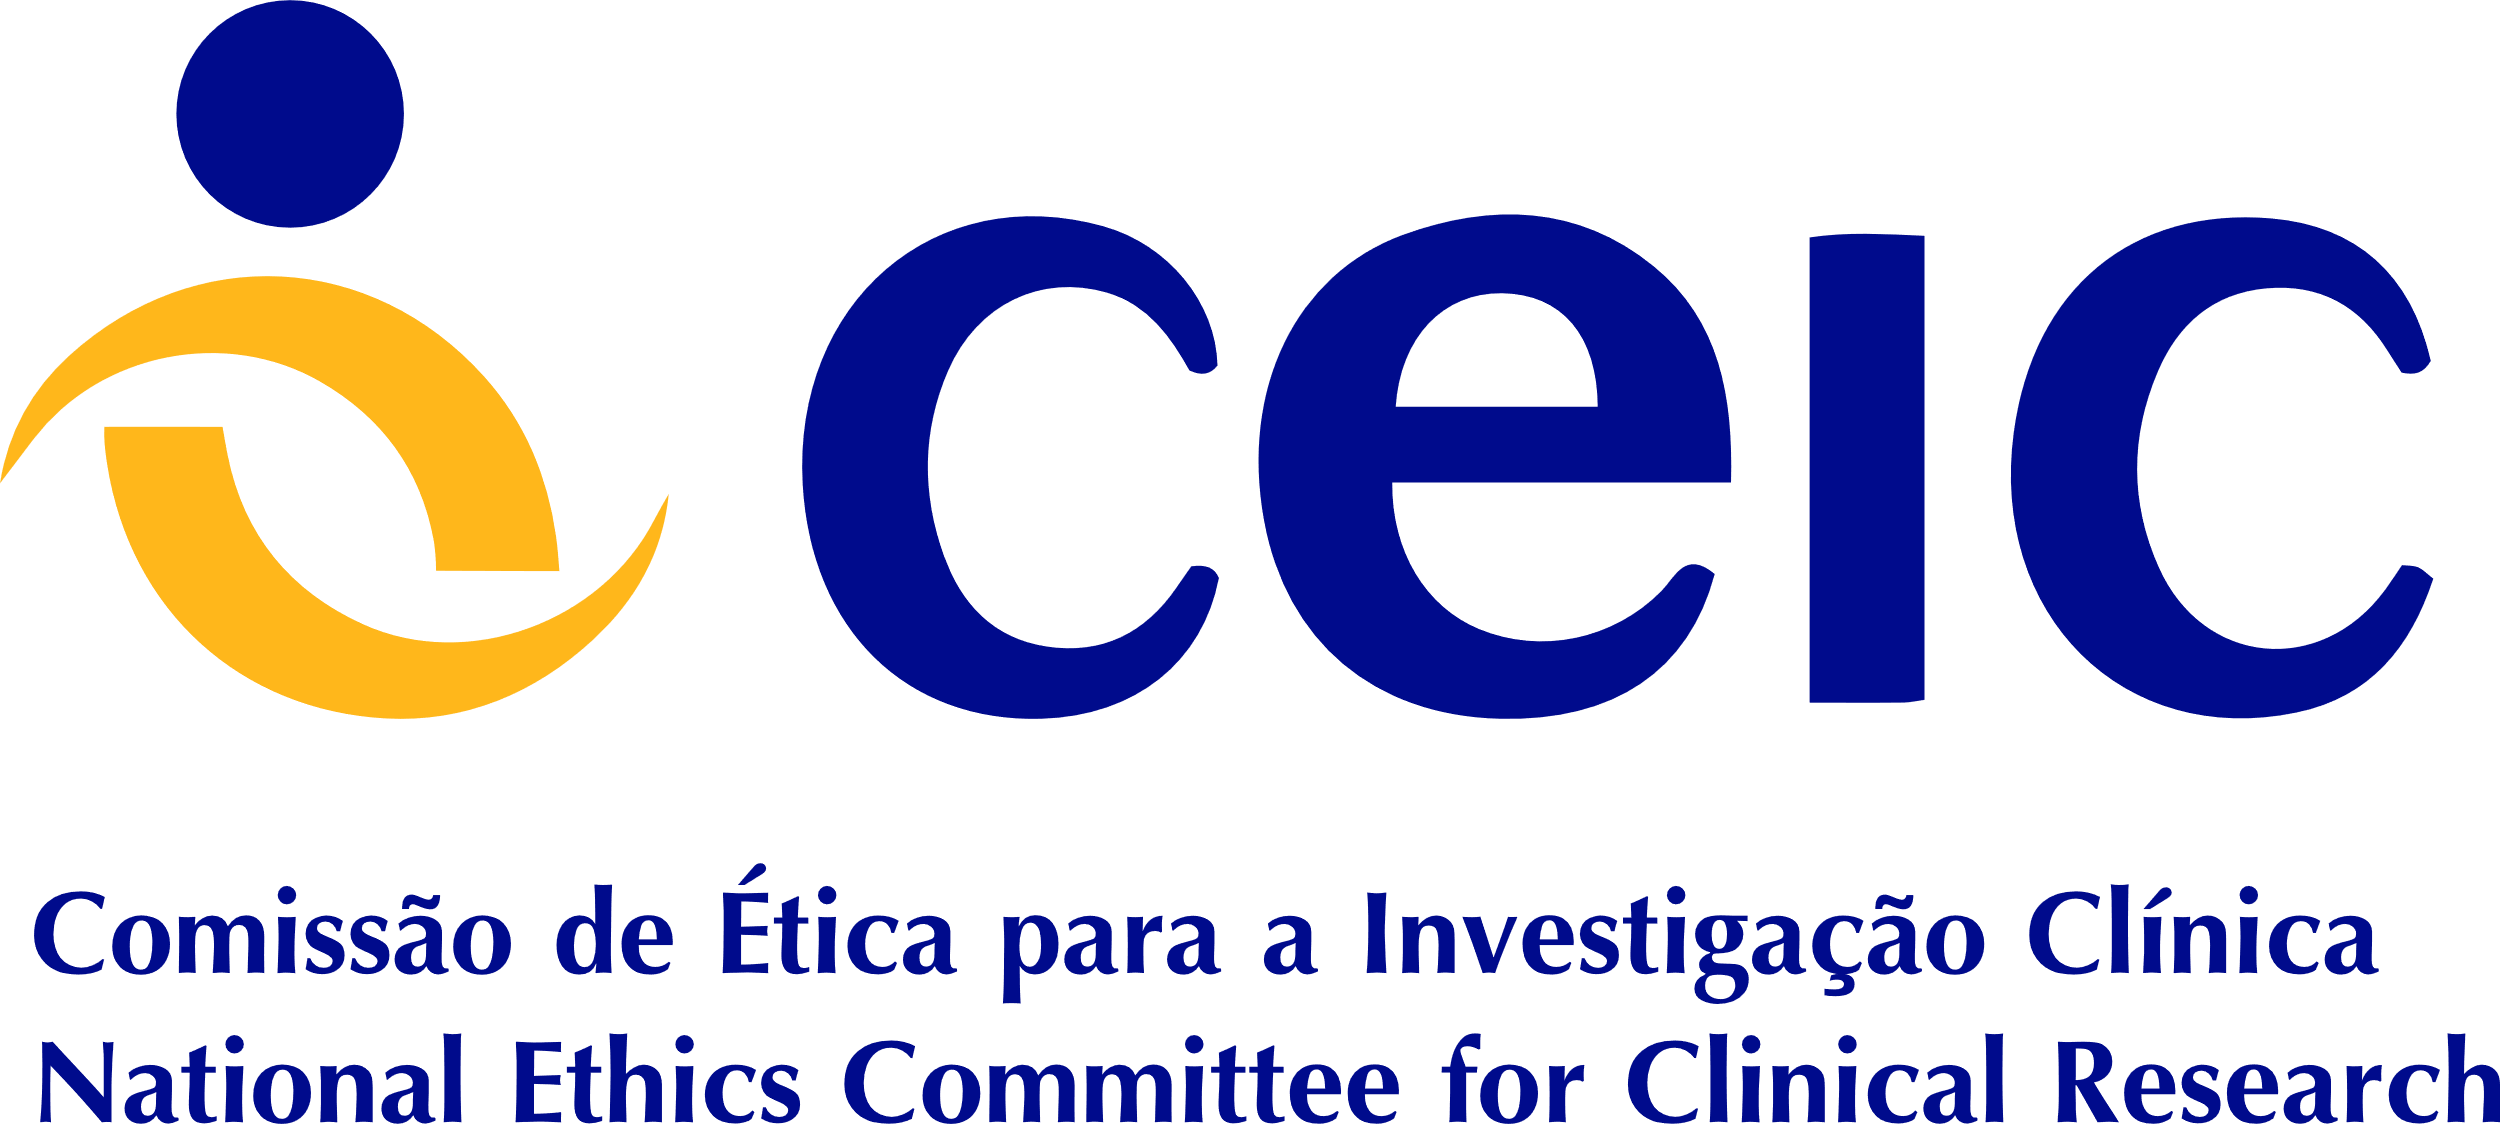 ceic
Comissão de Ética para a Investigação Clínica
National Ethics Committee for Clinical Research